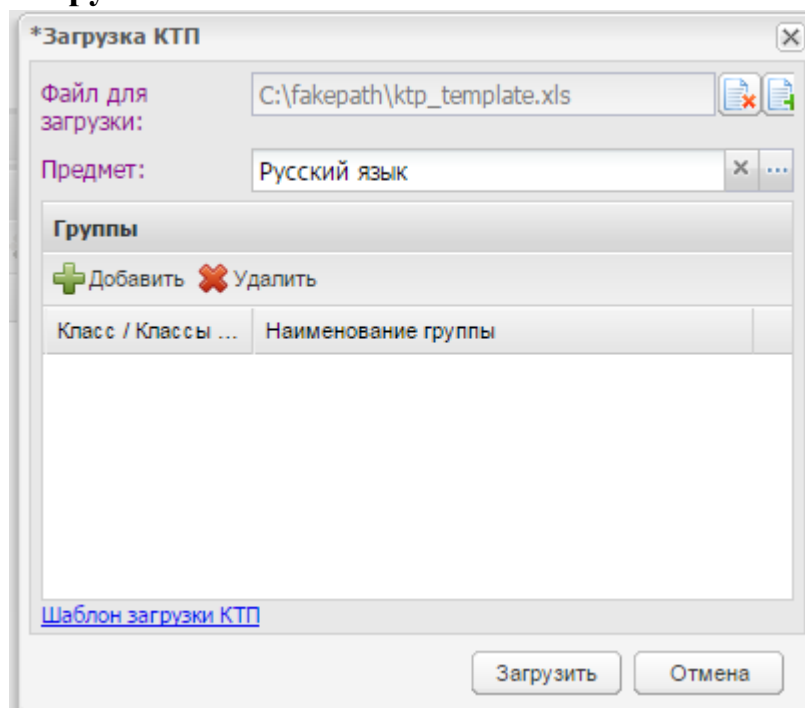 *Загрузка КТП
Файл для
загрузки:
C:\fakepath\ktp_template.xls
Предмет:
Русский язык
Группы
Добавить Удалить
Класс / Классы ... Наименование группы
Шаблон загрузки КТП
Загрузить Отмена